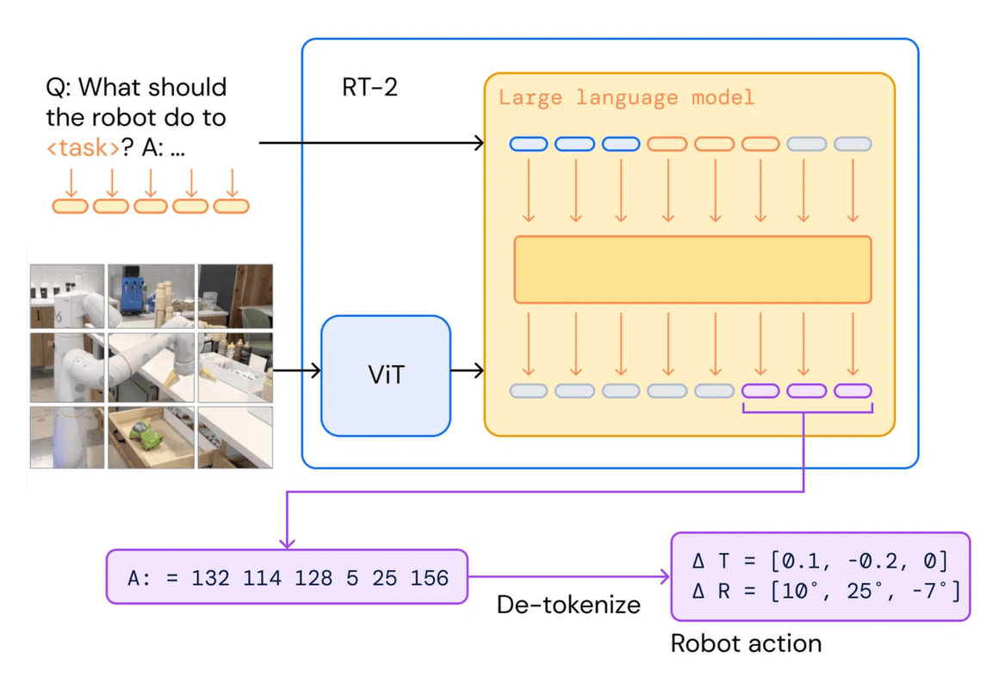 Q: What should
the robot do to
<task>? A: ...
RT-2
Large language model
ViT
A: = 132 114 128 5 25 156
De-tokenize
Δ T = [0.1, -0.2, 0]
Δ R = [10°, 25°, -7°]
Robot action